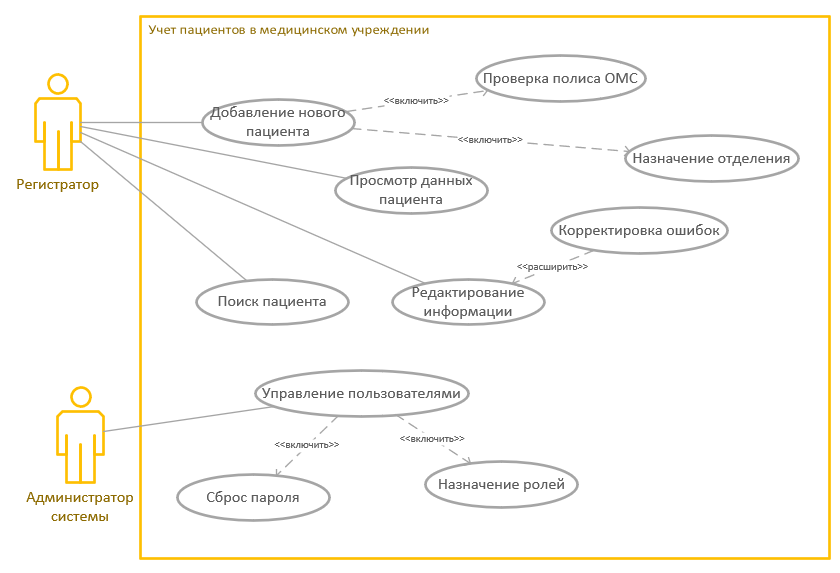 Учет пациентов в медицинском учреждении
Проверка полиса ОМС
<<включить>>
Добавление нового
пациента
<<включить>>
Назначение отделения
Регистратор
Просмотр данных
пациента
Корректировка ошибок
<<расширить>>
Поиск пациента
Редактирование
информации
Управление пользователями
<<включить>>
<<включить>>
Назначение ролей
Сброс пароля
Администратор
системы